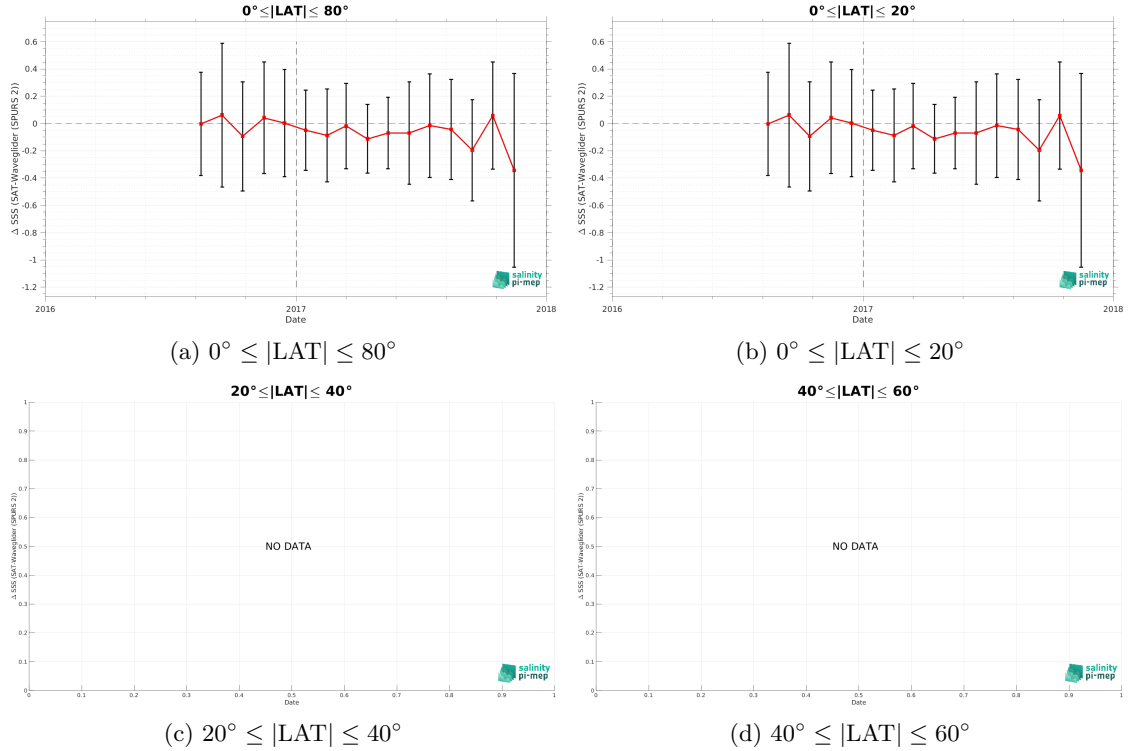 0°≤|LAT|≤ 80°
Δ SSS (SAT-Waveglider (SPURS 2))
0.6
0.4
0.2
0
-0.2
-0.4
-0.6
-0.8
-1
-1.2
2016
2017
2018
Date
salinity
pi-mep
(a) 0° ≤ |LAT| ≤ 80°
0°≤|LAT|≤ 20°
Δ SSS (SAT-Waveglider (SPURS 2))
0.6
0.4
0.2
0
-0.2
-0.4
-0.6
-0.8
-1
-1.2
2016
2017
2018
Date
salinity
pi-mep
(b) 0° ≤ |LAT| ≤ 20°
20°≤|LAT|≤ 40°
Δ SSS (SAT-Waveglider (SPURS 2))
1
0.9
0.8
0.7
0.6
0.5
0.4
0.3
0.2
0.1
0
NO DATA
0 0.1 0.2 0.3 0.4 0.5 0.6 0.7 0.8 0.9 1
Date
salinity
pi-mep
(c) 20° ≤ |LAT| ≤ 40°
40°≤|LAT|≤ 60°
Δ SSS (SAT-Waveglider (SPURS 2))
1
0.9
0.8
0.7
0.6
0.5
0.4
0.3
0.2
0.1
0
NO DATA
0 0.1 0.2 0.3 0.4 0.5 0.6 0.7 0.8 0.9 1
Date
salinity
pi-mep
(d) 40° ≤ |LAT| ≤ 60°